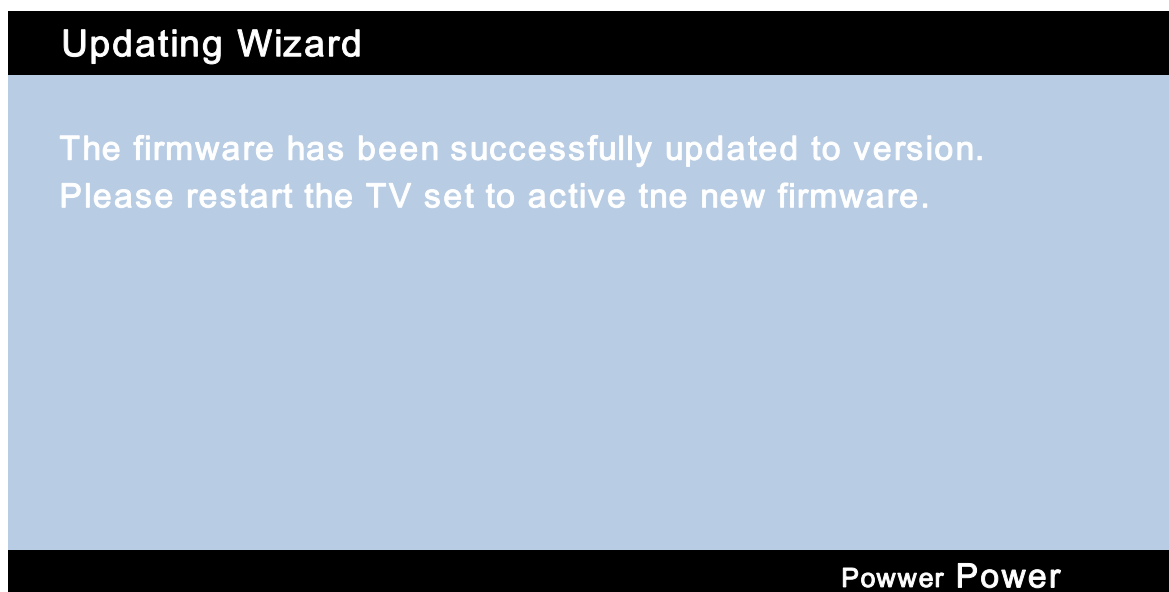 Updating Wizard
The firmware has been successfully updated to version.
Please restart the TV set to active tne new firmware.
Powwer Power